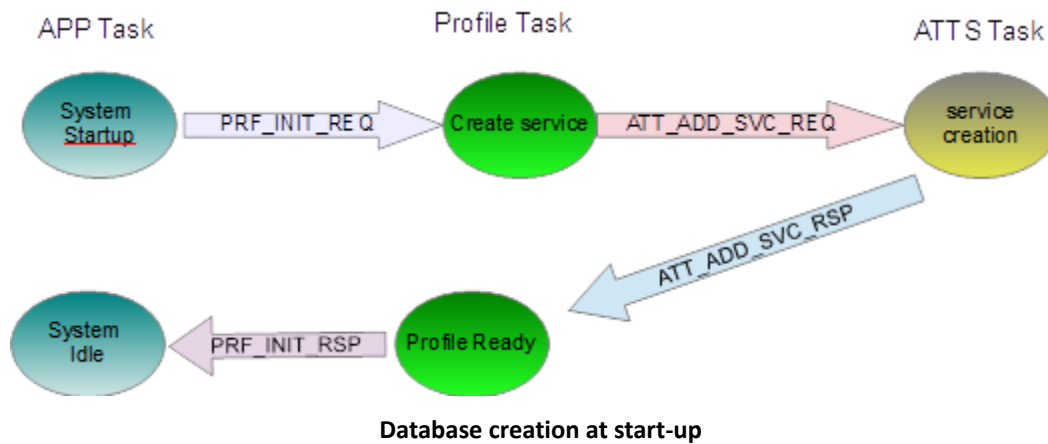 APP Task
Profile Task
ATTS Task
System
Startup
PRF_INIT_REQ
Create service
ATT_ADD_SVC_REQ
service
creation
ATT_ADD_SVC_RSP
System
Idle
PRF_INIT_RSP
Profile Ready
Database creation at start-up